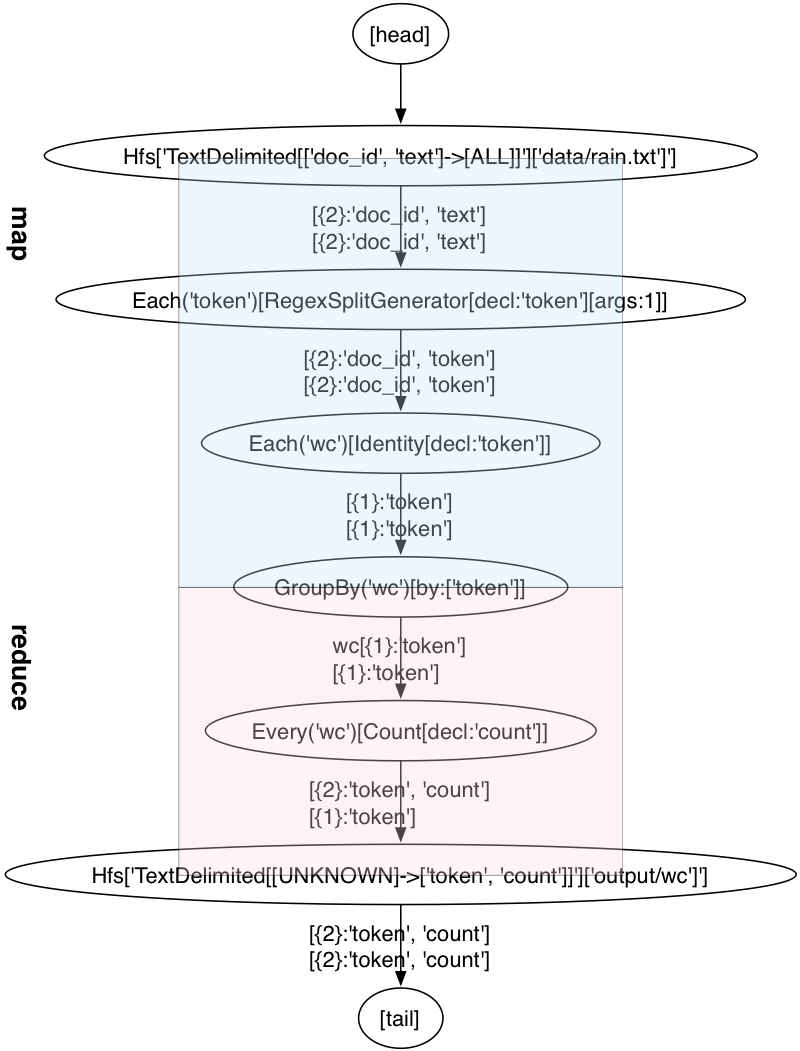 [head]
Hfs['TextDelimited[['doc_id', 'text']->[ALL]]']['data/rain.txt']']
map
[{2}:'doc_id', 'text']
[{2}:'doc_id', 'text']
Each('token')[RegexSplitGenerator[decl:'token'][args:1]]
[{2}:'doc_id', 'token']
[{2}:'doc_id', 'token']
Each('wc')[Identity[decl:'token']]
[{1}:'token']
[{1}:'token']
GroupBy('wc')[by:['token']]
reduce
wc[{1}:'token']
[{1}:'token']
Every('wc')[Count[decl:'count']]
[{2}:'token', 'count']
[{1}:'token']
Hfs['TextDelimited[[UNKNOWN]->['token', 'count']]']['output/wc']']
[{2}:'token', 'count']
[{2}:'token', 'count']
[tail]